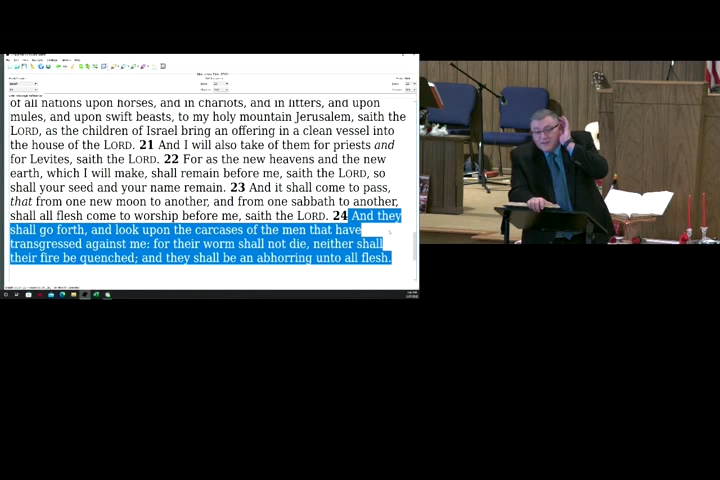 of all nations upon horses, and in chariots, and in litters, and upon
mules, and upon swift beasts, to my holy mountain Jerusalem, saith the
LORD, as the children of Israel bring an offering in a clean vessel into
the house of the LORD. 21 And I will also take of them for priests and
for Levites, saith the LORD. 22 For as the new heavens and the new
earth, which I will make, shall remain before me, saith the LORD, so
shall your seed and your name remain. 23 And it shall come to pass,
that from one new moon to another, and from one sabbath to another,
shall all flesh come to worship before me, saith the LORD. 24 And they
shall go forth, and look upon the carcases of the men that have
transgressed against me: for their worm shall not die, neither shall
their fire be quenched; and they shall be an abhorring unto all flesh.